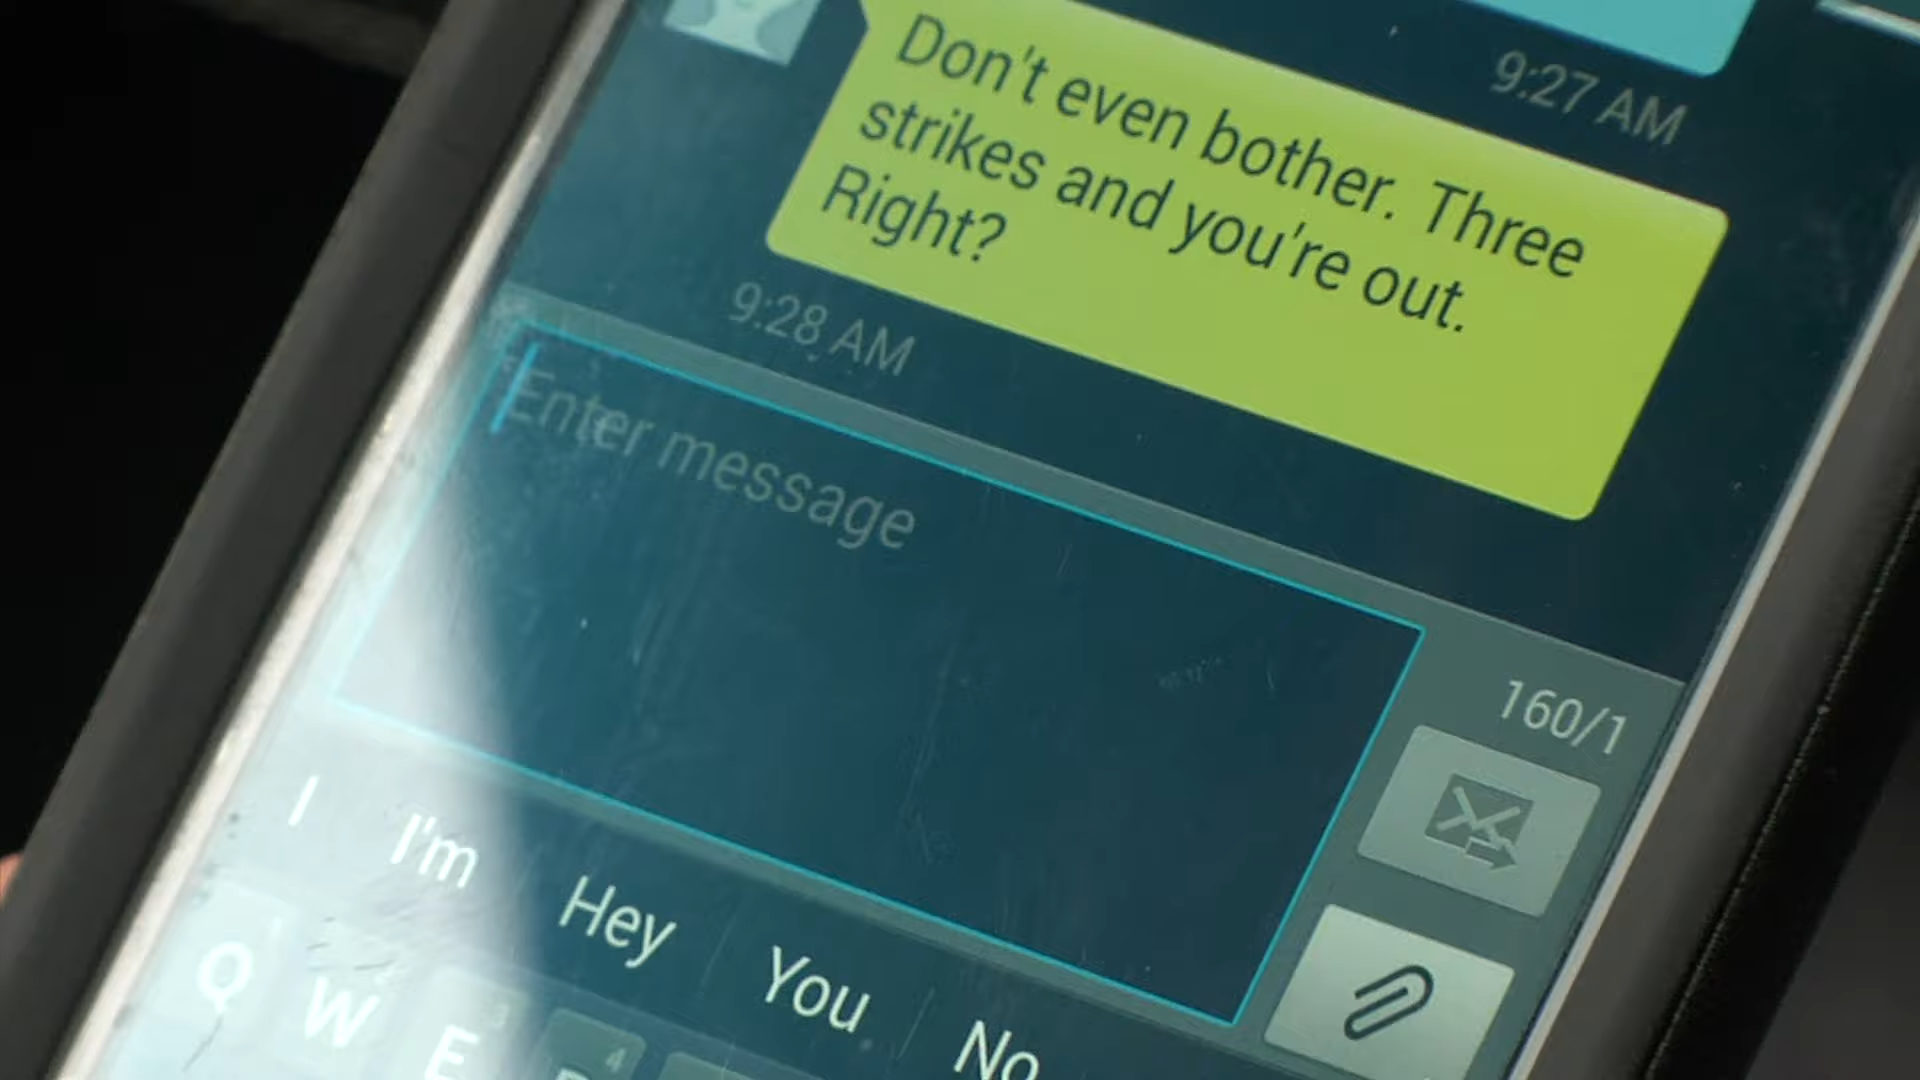 9:27 AM
Don't even bother. Three
strikes and you're out.
Right?
9:28 AM
Enter message
160/1
I I'm Hey You No
Q W E
4